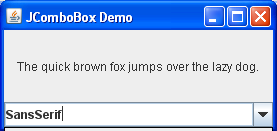 JComboBox Demo
The quick brown fox jumps over the lazy dog.
SansSerif